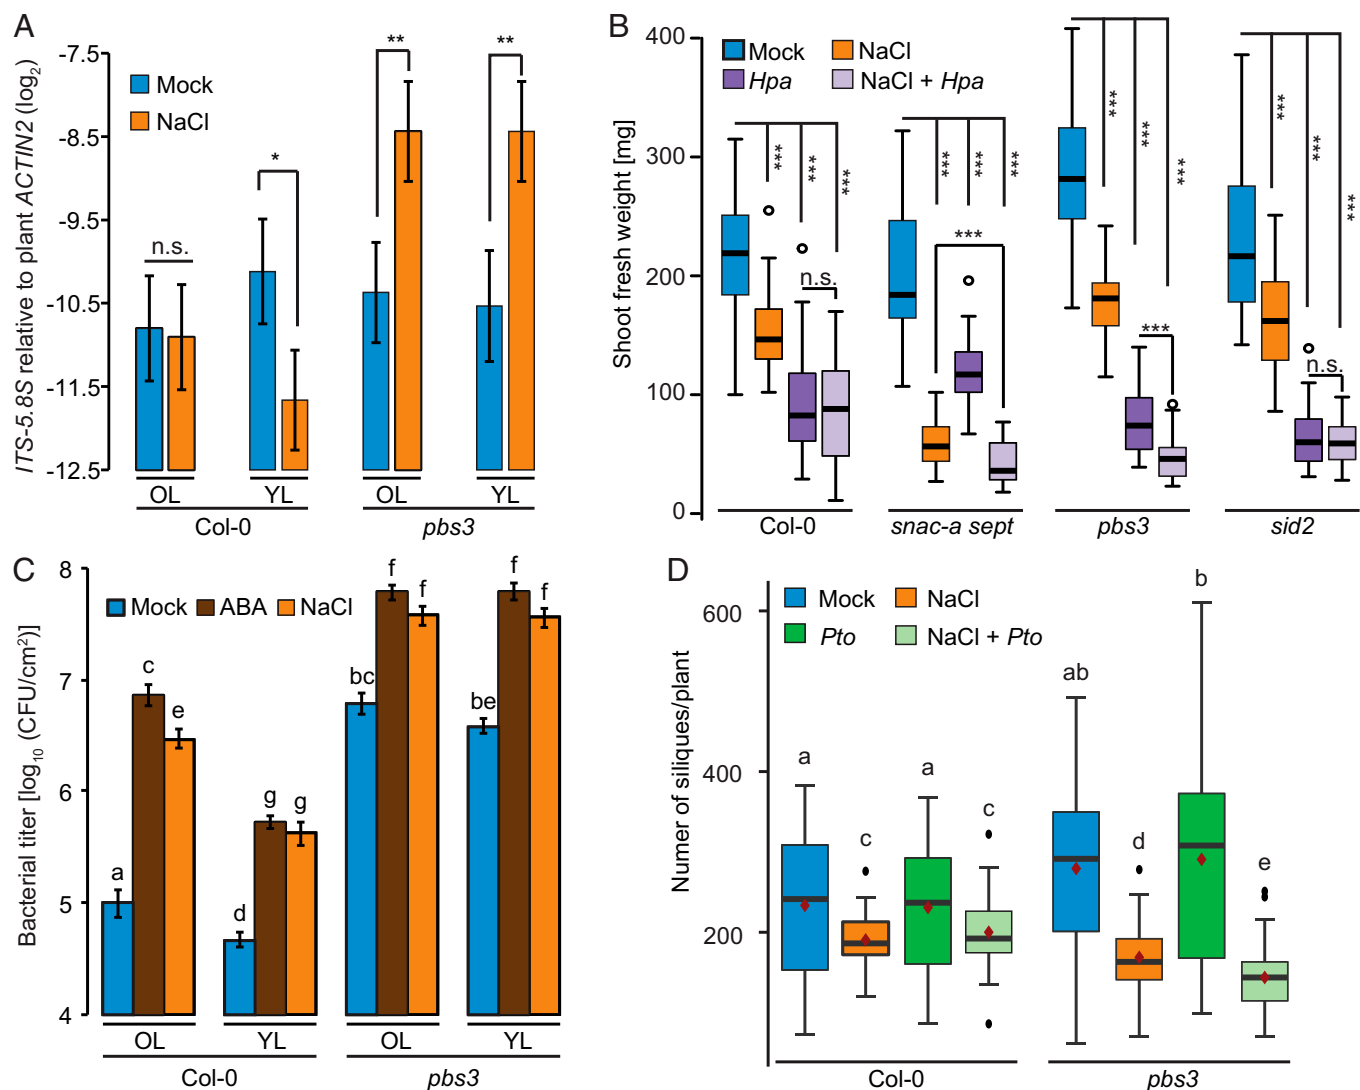 A
ITS-5.8S relative to plant ACTIN2 (log2)
-7.5
-8.5
-9.5
-10.5
-11.5
-12.5
Mock
NaCl
n.s.
*
**
**
OL
YL
OL
YL
Col-0
pbs3
B
Shoot fresh weight [mg]
400
300
200
100
0
Mock
NaCl
Hpa
NaCl + Hpa
***
***
***
n.s.
***
***
***
***
***
***
***
***
***
***
***
n.s.
Col-0
snac-a sept
pbs3
sid2
C
Bacterial titer [log10 (CFU/cm2)]
8
7
6
5
4
Mock
ABA
NaCl
a
c
e
d
g
g
bc
f
f
be
f
f
OL
YL
OL
YL
Col-0
pbs3
D
Numer of siliques/plant
600
400
200
Mock
NaCl
Pto
NaCl + Pto
a
c
a
c
ab
d
b
e
Col-0
pbs3